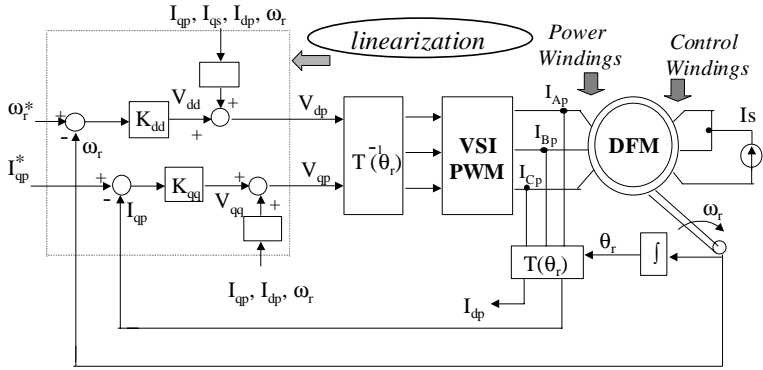 I_qp, I_qs, I_dp, ω_r
linearization
Power
Windings
Control
Windings
ω_r*
+
-
ω_r
K_dd
V_dd
+
+
V_dp
I_qp*
+
-
I_qp
K_qq
V_qq
+
+
V_qp
I_qp, I_dp, ω_r
T⁻¹(θ_r)
VSI
PWM
I_Ap
I_Bp
I_Cp
DFM
Is
ω_r
θ_r
∫
T(θ_r)
I_dp